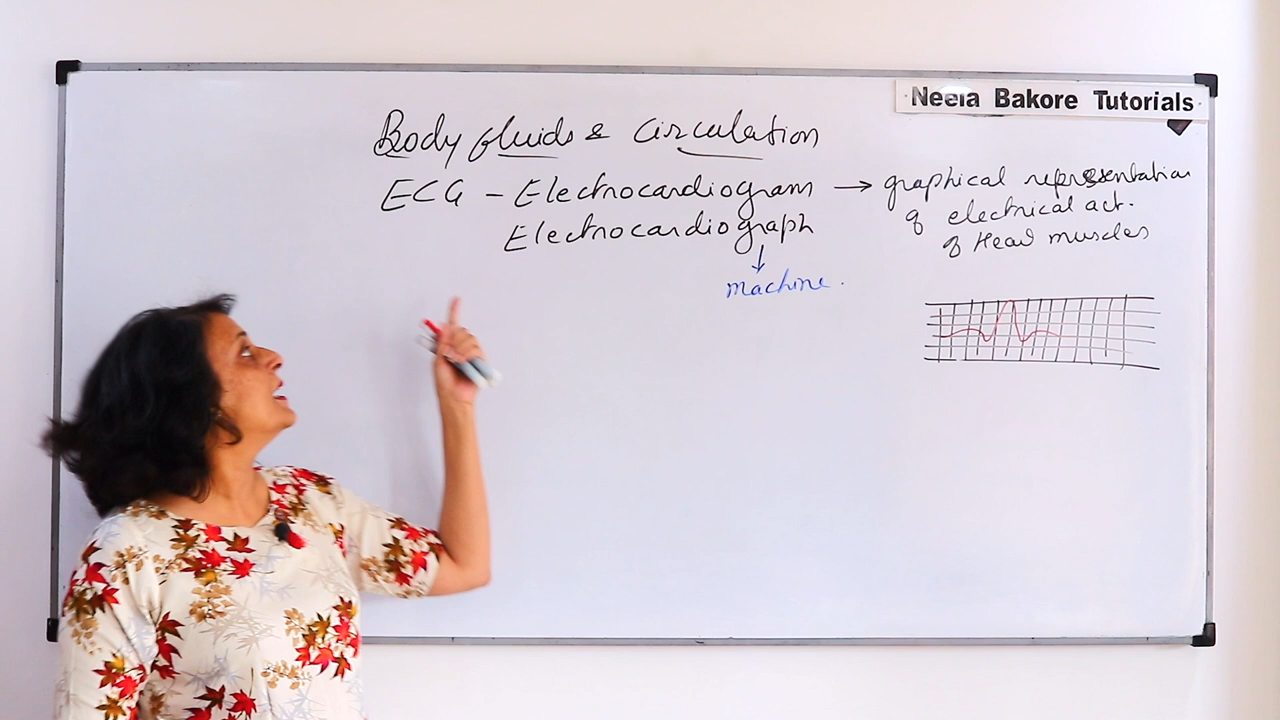 Neela Bakore Tutorials
Body fluids & Circulation
ECG - Electrocardiogram → graphical representation
of electrical act.
of Heart muscles
Electrocardiograph
↓
machine.